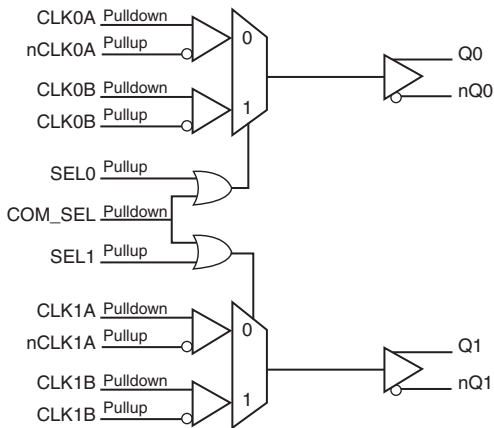 CLK0A Pulldown
nCLK0A Pullup
0
CLK0B Pulldown
CLK0B Pullup
1
Q0
nQ0
SEL0 Pullup
COM_SEL Pulldown
SEL1 Pullup
CLK1A Pulldown
nCLK1A Pullup
0
CLK1B Pulldown
CLK1B Pullup
1
Q1
nQ1